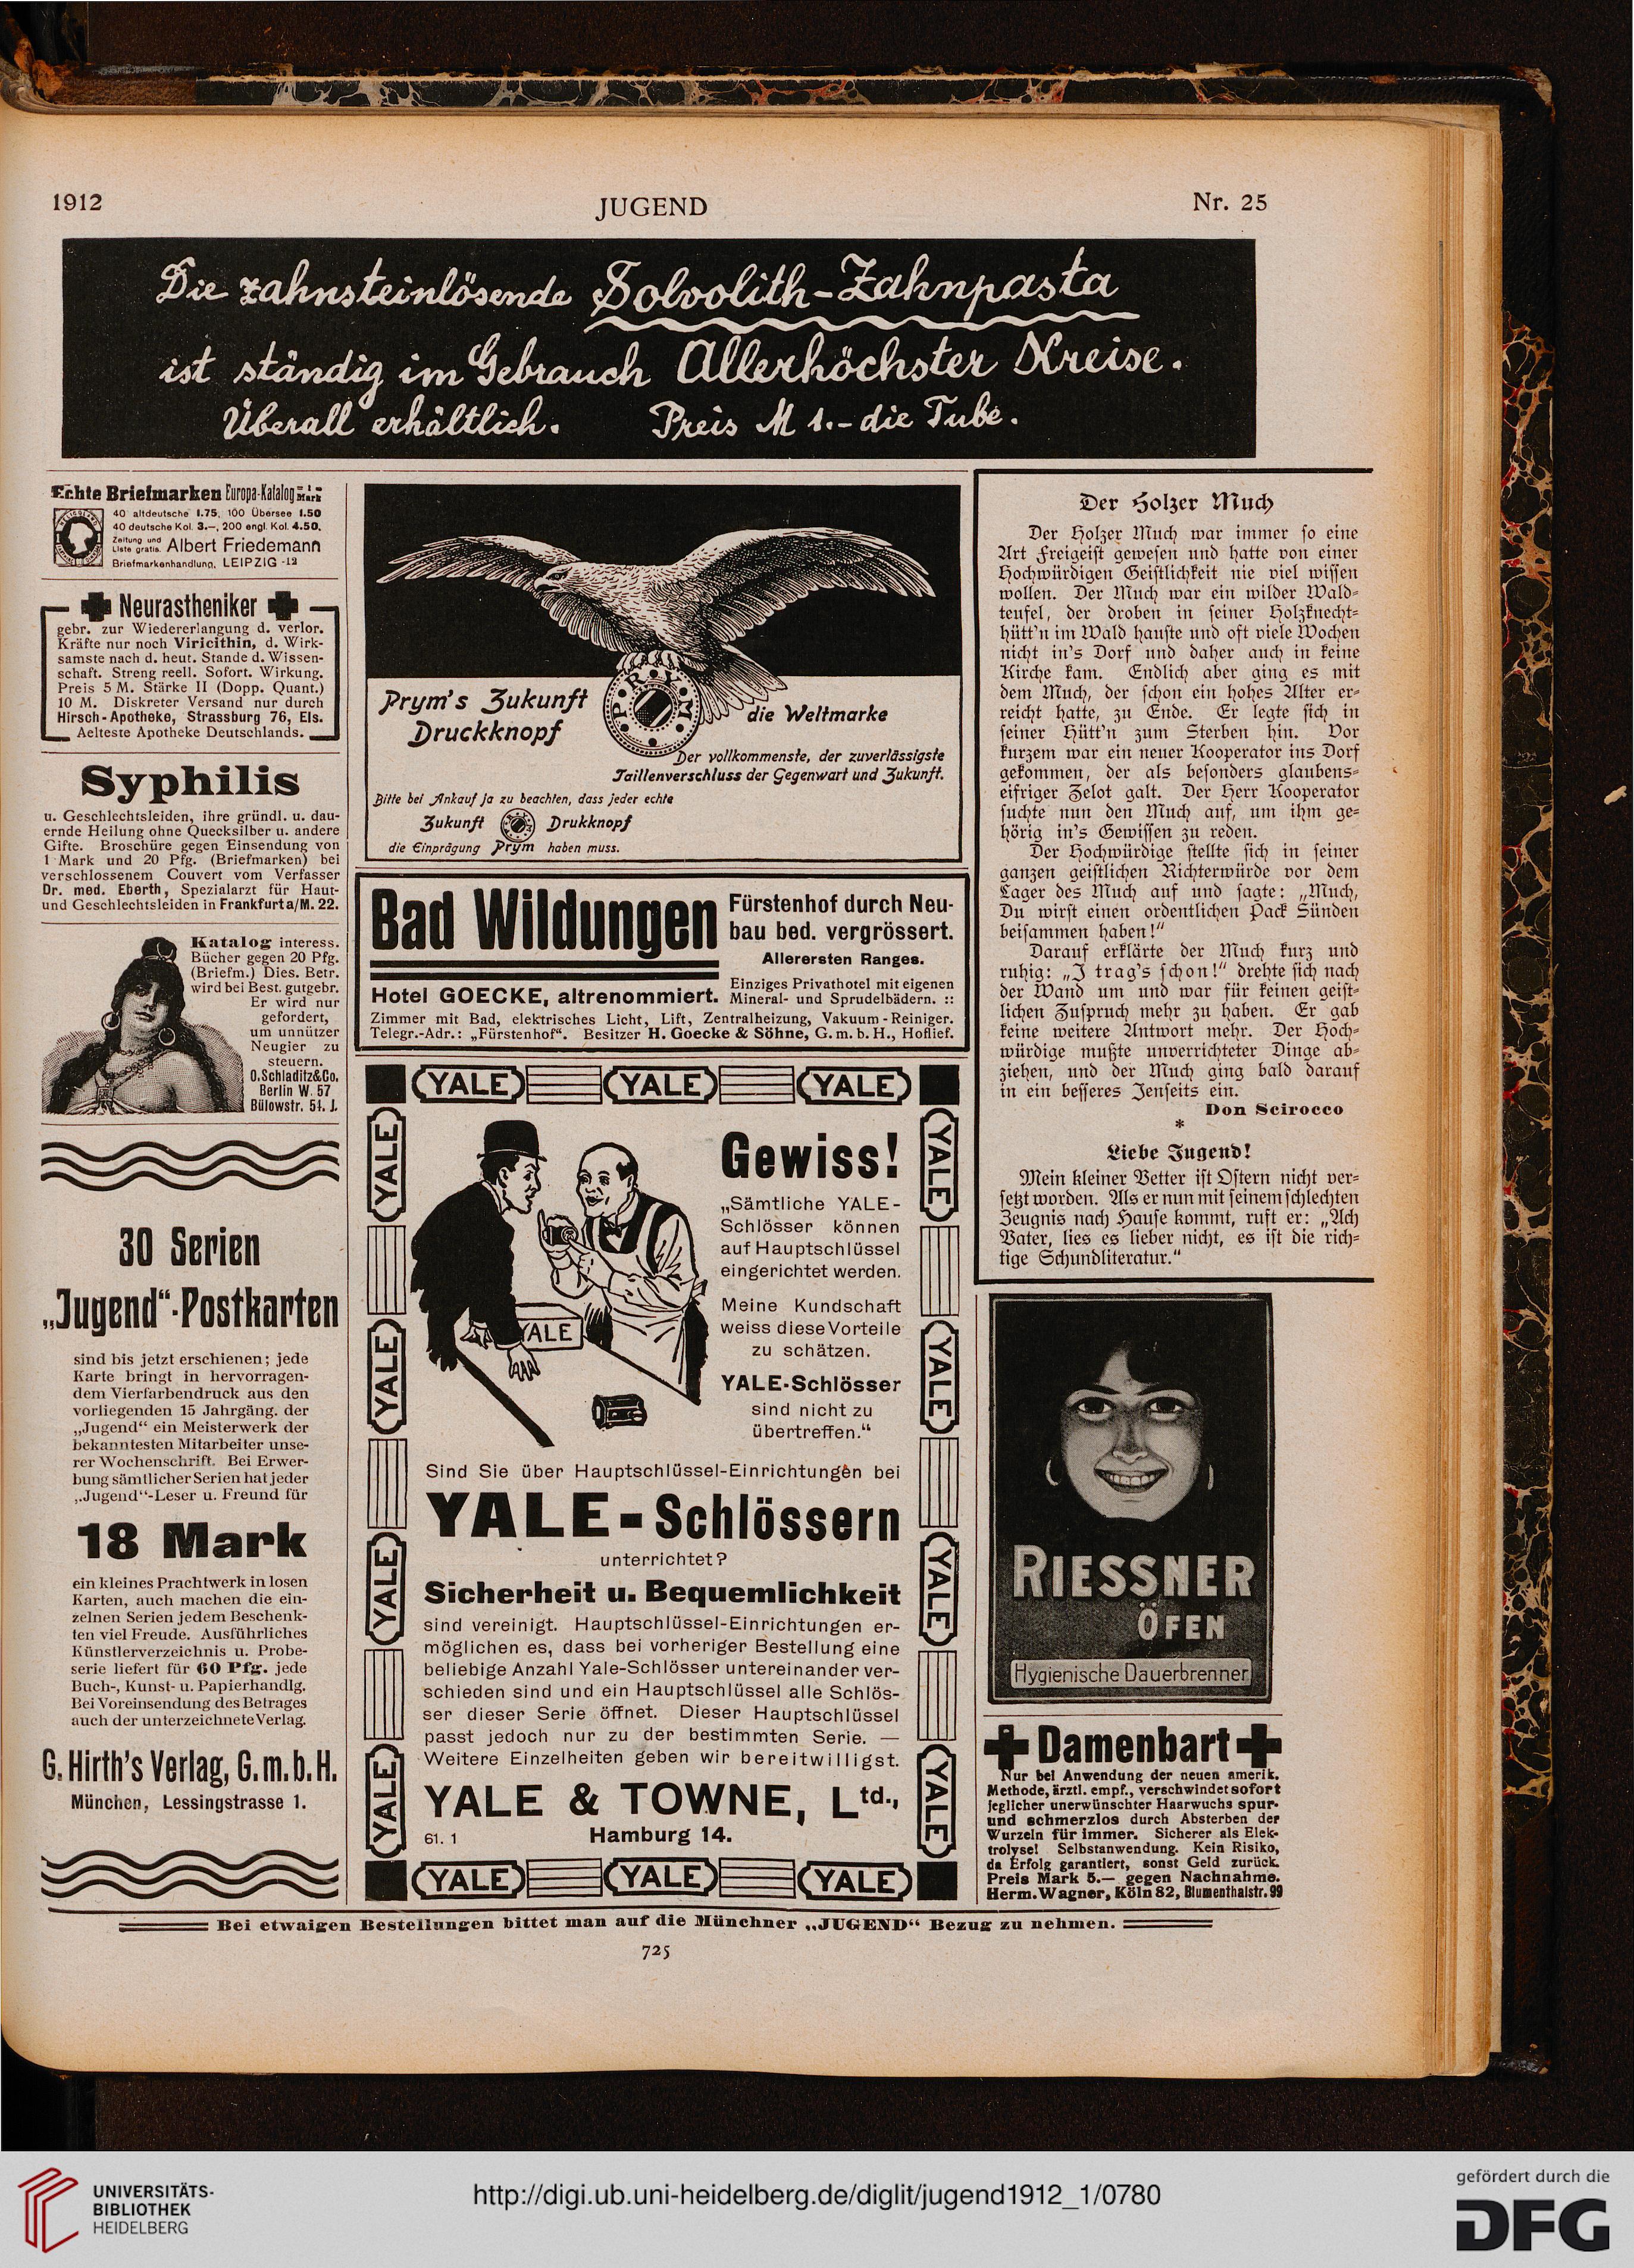 1912
JUGEND
Nr. 25
Die zahnsteinlösende Solvolith-Zahnpasta
ist ständig im Gebrauch Allerhöchster Kreise.
Überall erhältlich. Preis M 1.- die Tube.
Echte Briefmarken Europa-Katalog 1 Mark
40 altdeutsche 1.75, 100 Übersee 1.50
40 deutsche Kol. 3.—, 200 engl. Kol. 4.50.
Zeitung und Liste gratis. Albert Friedemann
Briefmarkenhandlung, LEIPZIG -12
Neurastheniker
gebr. zur Wiedererlangung d. verlor.
Kräfte nur noch Viricithin, d. Wirk-
samste nach d. heut. Stande d. Wissen-
schaft. Streng reell. Sofort. Wirkung.
Preis 5 M. Stärke II (Dopp. Quant.)
10 M. Diskreter Versand nur durch
Hirsch-Apotheke, Strassburg 76, Els.
Aelteste Apotheke Deutschlands.
Syphilis
u. Geschlechtsleiden, ihre gründl. u. dau-
ernde Heilung ohne Quecksilber u. andere
Gifte. Broschüre gegen Einsendung von
1 Mark und 20 Pfg. (Briefmarken) bei
verschlossenem Couvert vom Verfasser
Dr. med. Eberth, Spezialarzt für Haut-
und Geschlechtsleiden in Frankfurt a/M. 22.
Katalog interess.
Bücher gegen 20 Pfg.
(Briefm.) Dies. Betr.
wird bei Best. gutgebr.
Er wird nur
gefordert,
um unnützer
Neugier zu
steuern.
O.Schladitz&Co.
Berlin W. 57
Bülowstr. 54. J.
30 Serien
„Jugend“-Postkarten
sind bis jetzt erschienen; jede
Karte bringt in hervorragen-
dem Vierfarbendruck aus den
vorliegenden 15 Jahrgäng. der
„Jugend“ ein Meisterwerk der
bekanntesten Mitarbeiter unse-
rer Wochenschrift. Bei Erwer-
bung sämtlicher Serien hat jeder
„Jugend“-Leser u. Freund für
18 Mark
ein kleines Prachtwerk in losen
Karten, auch machen die ein-
zelnen Serien jedem Beschenk-
ten viel Freude. Ausführliches
Künstlerverzeichnis u. Probe-
serie liefert für 60 Pfg. jede
Buch-, Kunst- u. Papierhandlg.
Bei Voreinsendung des Betrages
auch der unterzeichnete Verlag.
G. Hirth's Verlag, G. m. b. H.
München, Lessingstrasse 1.
PRYM
Prym's Zukunft
Druckknopf
die Weltmarke
Der vollkommenste, der zuverlässigste
Taillenverschluss der Gegenwart und Zukunft.
Bitte bei Ankauf ja zu beachten, dass jeder echte
Zukunft Drukknopf
die Einprägung Prym haben muss.
Bad Wildungen
Fürstenhof durch Neu-
bau bed. vergrössert.
Allerersten Ranges.
Hotel GOECKE, altrenommiert.
Einziges Privathotel mit eigenen
Mineral- und Sprudelbädern. ::
Zimmer mit Bad, elektrisches Licht, Lift, Zentralheizung, Vakuum-Reiniger.
Telegr.-Adr.: „Fürstenhof“. Besitzer H. Goecke & Söhne, G. m. b. H., Hoflief.
YALE YALE YALE
YALE YALE YALE YALE
YALE YALE YALE YALE
Gewiss!
„Sämtliche YALE-
Schlösser können
auf Hauptschlüssel
eingerichtet werden.
Meine Kundschaft
weiss diese Vorteile
zu schätzen.
YALE-Schlösser
sind nicht zu
übertreffen.“
YALE
Sind Sie über Hauptschlüssel-Einrichtungen bei
YALE-Schlössern
unterrichtet?
Sicherheit u. Bequemlichkeit
sind vereinigt. Hauptschlüssel-Einrichtungen er-
möglichen es, dass bei vorheriger Bestellung eine
beliebige Anzahl Yale-Schlösser untereinander ver-
schieden sind und ein Hauptschlüssel alle Schlös-
ser dieser Serie öffnet. Dieser Hauptschlüssel
passt jedoch nur zu der bestimmten Serie. —
Weitere Einzelheiten geben wir bereitwilligst.
YALE & TOWNE, Ltd.,
61. 1 Hamburg 14.
YALE YALE YALE
Der Holzer Much
Der Holzer Much war immer so eine
Art Freigeist gewesen und hatte von einer
Hochwürdigen Geistlichkeit nie viel wissen
wollen. Der Much war ein wilder Wald-
teufel, der droben in seiner Holzknecht-
hütt'n im Wald hauste und oft viele Wochen
nicht in's Dorf und daher auch in keine
Kirche kam. Endlich aber ging es mit
dem Much, der schon ein hohes Alter er-
reicht hatte, zu Ende. Er legte sich in
seiner Hütt'n zum Sterben hin. Vor
kurzem war ein neuer Kooperator ins Dorf
gekommen, der als besonders glaubens-
eifriger Zelot galt. Der Herr Kooperator
suchte nun den Much auf, um ihm ge-
hörig in's Gewissen zu reden.
Der Hochwürdige stellte sich in seiner
ganzen geistlichen Richterwürde vor dem
Lager des Much auf und sagte: „Much,
Du wirst einen ordentlichen Pack Sünden
beisammen haben!“
Darauf erklärte der Much kurz und
ruhig: „I trag's schon!“ drehte sich nach
der Wand um und war für keinen geist-
lichen Zuspruch mehr zu haben. Er gab
keine weitere Antwort mehr. Der Hoch-
würdige mußte unverrichteter Dinge ab-
ziehen, und der Much ging bald darauf
in ein besseres Jenseits ein.
Don Scirocco
*
Liebe Jugend!
Mein kleiner Vetter ist Ostern nicht ver-
setzt worden. Als er nun mit seinem schlechten
Zeugnis nach Hause kommt, ruft er: „Ach
Vater, lies es lieber nicht, es ist die rich-
tige Schundliteratur.“
RIESSNER
ÖFEN
Hygienische Dauerbrenner
Damenbart
Nur bei Anwendung der neuen amerik.
Methode, ärztl. empf., verschwindet sofort
jeglicher unerwünschter Haarwuchs spur-
und schmerzlos durch Absterben der
Wurzeln für immer. Sicherer als Elek-
trolyse! Selbstanwendung. Kein Risiko,
da Erfolg garantiert, sonst Geld zurück.
Preis Mark 5.— gegen Nachnahme.
Herm. Wagner, Köln 82, Blumenthalstr. 99
Bei etwaigen Bestellungen bittet man auf die Münchner „JUGEND“ Bezug zu nehmen.
725
UNIVERSITÄTS-
BIBLIOTHEK
HEIDELBERG
http://digi.ub.uni-heidelberg.de/diglit/jugend1912_1/0780
gefördert durch die
DFG